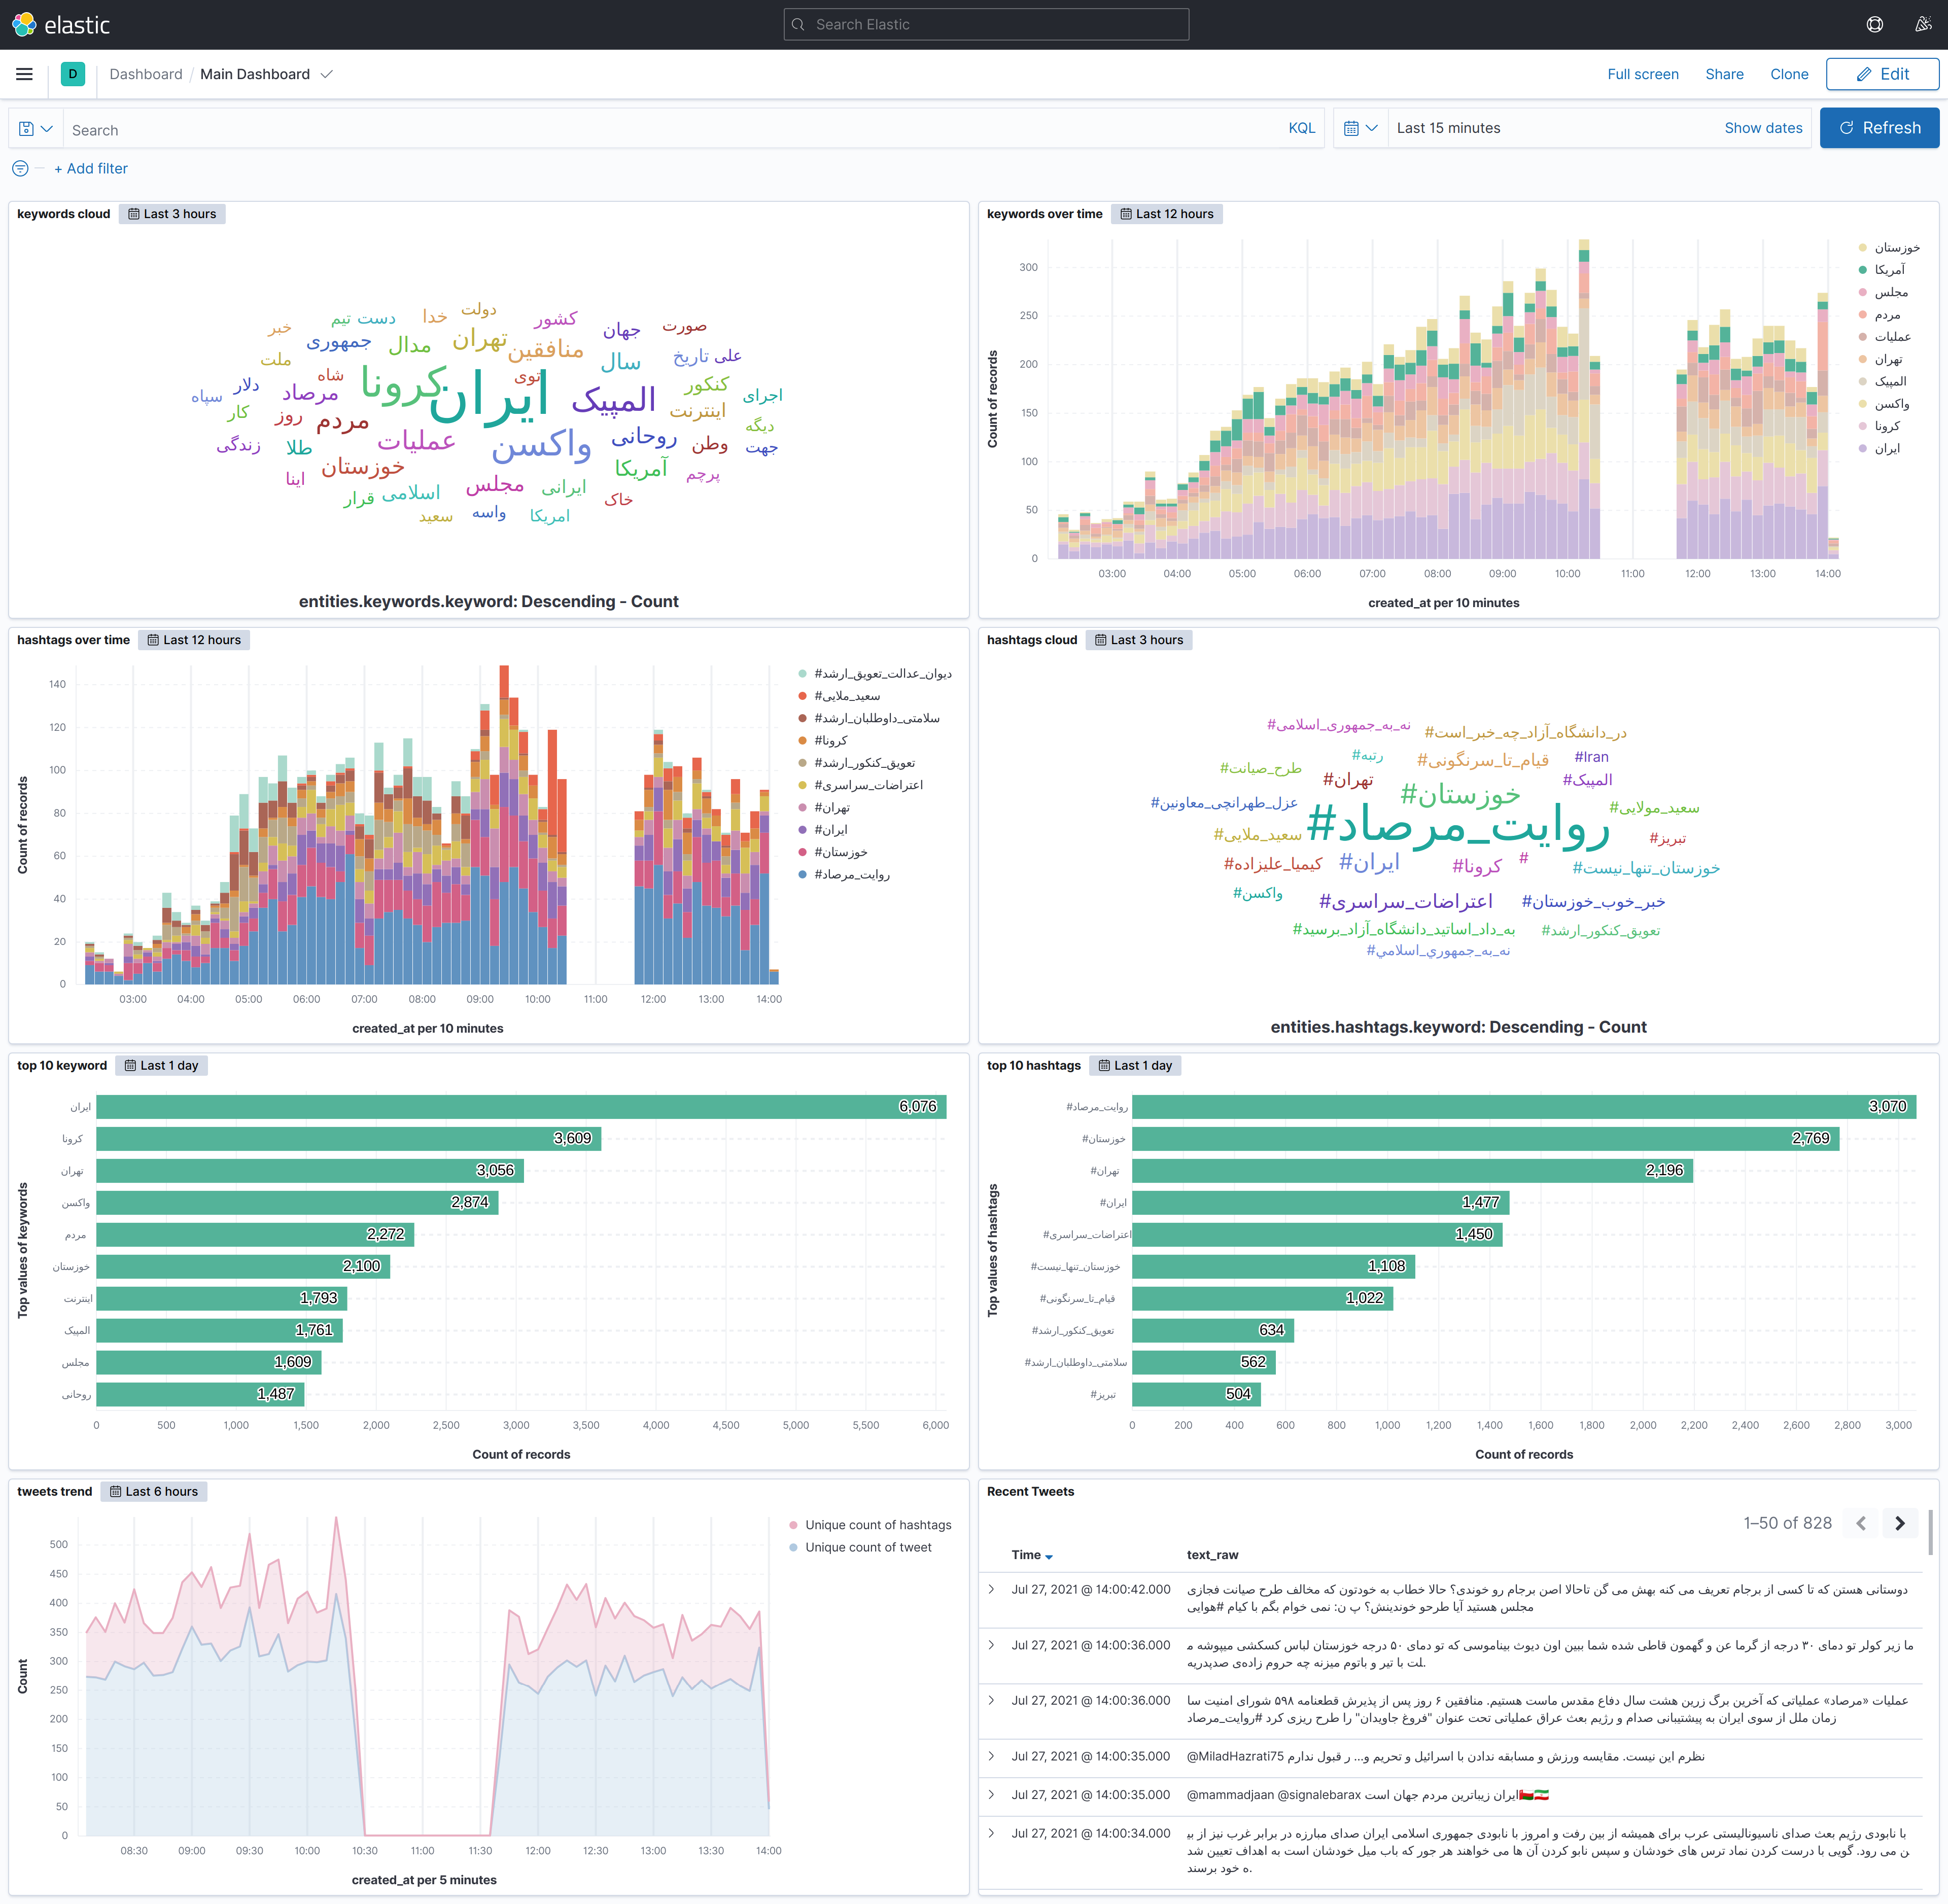 elastic
Search Elastic
D
Dashboard / Main Dashboard
Full screen
Share
Clone
Edit
Search
KQL
Last 15 minutes
Show dates
Refresh
+ Add filter
keywords cloud
Last 3 hours
دولت
خدا
دست
تیم
خبر
کشور
جهان
صورت
جمهوری
مدال
تهران
منافقین
ملت
سال
تاریخ
علی
شاه
کرونا
توی
ایران
المپیک
کنکور
دلار
سپاه
مرصاد
اجرای
کار
روز
مردم
اینترنت
دیگه
زندگی
طلا
عملیات
واکسن
روحانی
وطن
جهت
خوزستان
آمریکا
پرچم
اینا
قرار
اسلامی
مجلس
ایرانی
خاک
سعید
واسه
امریکا
entities.keywords.keyword: Descending - Count
keywords over time
Last 12 hours
Count of records
300
250
200
150
100
50
0
03:00
04:00
05:00
06:00
07:00
08:00
09:00
10:00
11:00
12:00
13:00
14:00
created_at per 10 minutes
خوزستان
آمریکا
مجلس
مردم
عملیات
تهران
المپیک
واکسن
کرونا
ایران
hashtags over time
Last 12 hours
Count of records
140
120
100
80
60
40
20
0
03:00
04:00
05:00
06:00
07:00
08:00
09:00
10:00
11:00
12:00
13:00
14:00
created_at per 10 minutes
#دیوان_عدالت_تعویق_ارشد
#سعید_ملایی
#سلامتی_داوطلبان_ارشد
#کرونا
#تعویق_کنکور_ارشد
#اعتراضات_سراسری
#تهران
#ایران
#خوزستان
#روایت_مرصاد
hashtags cloud
Last 3 hours
#نه_به_جمهوری_اسلامی
#در_دانشگاه_آزاد_چه_خبر_است
#رتبه
#قیام_تا_سرنگونی
#Iran
#طرح_صیانت
#تهران
#المپیک
#خوزستان
#عزل_طهرانچی_معاونین
#سعید_مولایی
#روایت_مرصاد
#سعید_ملایی
#تبریز
#کیمیا_علیزاده
#ایران
#کرونا
#
#خوزستان_تنها_نیست
#واکسن
#اعتراضات_سراسری
#خبر_خوب_خوزستان
#به_داد_اساتید_دانشگاه_آزاد_برسید
#تعویق_کنکور_ارشد
#نه_به_جمهوري_اسلامي
entities.hashtags.keyword: Descending - Count
top 10 keyword
Last 1 day
Top values of keywords
ایران 6,076
کرونا 3,609
تهران 3,056
واکسن 2,874
مردم 2,272
خوزستان 2,100
اینترنت 1,793
المپیک 1,761
مجلس 1,609
روحانی 1,487
0
500
1,000
1,500
2,000
2,500
3,000
3,500
4,000
4,500
5,000
5,500
6,000
Count of records
top 10 hashtags
Last 1 day
Top values of hashtags
#روایت_مرصاد 3,070
#خوزستان 2,769
#تهران 2,196
#ایران 1,477
#اعتراضات_سراسری 1,450
#خوزستان_تنها_نیست 1,108
#قیام_تا_سرنگونی 1,022
#تعویق_کنکور_ارشد 634
#سلامتی_داوطلبان_ارشد 562
#تبریز 504
0
200
400
600
800
1,000
1,200
1,400
1,600
1,800
2,000
2,200
2,400
2,600
2,800
3,000
Count of records
tweets trend
Last 6 hours
Count
500
450
400
350
300
250
200
150
100
50
0
08:30
09:00
09:30
10:00
10:30
11:00
11:30
12:00
12:30
13:00
13:30
14:00
created_at per 5 minutes
Unique count of hashtags
Unique count of tweet
Recent Tweets
1–50 of 828
Time
text_raw
Jul 27, 2021 @ 14:00:42.000
دوستانی هستن که تا کسی از برجام تعریف می کنه بهش می گن تاحالا اصن برجام رو خوندی؟ حالا خطاب به خودتون که مخالف طرح صیانت فجازی
مجلس هستید آیا طرحو خوندینش؟ پ ن: نمی خوام بگم با کیام #هوایی
Jul 27, 2021 @ 14:00:36.000
ما زیر کولر تو دمای ۳۰ درجه از گرما عن و گهمون قاطی شده شما ببین اون دیوث بیناموسی که تو دمای ۵۰ درجه خوزستان لباس کسکشی میپوشه م
لت با تیر و باتوم میزنه چه حروم زاده‌ی صدپدریه.
Jul 27, 2021 @ 14:00:36.000
عملیات «مرصاد» عملیاتی که آخرین برگ زرین هشت سال دفاع مقدس ماست هستیم. منافقین ۶ روز پس از پذیرش قطعنامه ۵۹۸ شورای امنیت سا
زمان ملل از سوی ایران به پیشتیبانی صدام و رژیم بعث عراق عملیاتی تحت عنوان "فروغ جاویدان" را طرح ریزی کرد #روایت_مرصاد
Jul 27, 2021 @ 14:00:35.000
@MiladHazrati75 نظرم این نیست. مقایسه ورزش و مسابقه ندادن با اسرائیل و تحریم و... ر قبول ندارم
Jul 27, 2021 @ 14:00:35.000
@mammadjaan @signalebarax ایران زیباترین مردم جهان است
Jul 27, 2021 @ 14:00:34.000
با نابودی رژیم بعث صدای ناسیونالیستی عرب برای همیشه از بین رفت و امروز با نابودی جمهوری اسلامی ایران صدای مبارزه در برابر غرب نیز از بی
ن می رود. گویی با درست کردن نماد ترس های خودشان و سپس نابو کردن آن ها می خواهند هر جور که باب میل خودشان است به اهداف تعیین شد
ه خود برسند.